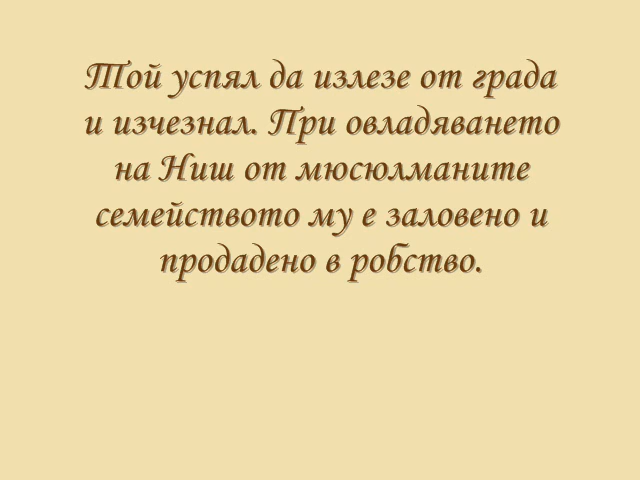 Той успял да излезе от града
и изчезнал. При овладяването
на Ниш от мюсюлманите
семейството му е заловено и
продадено в робство.